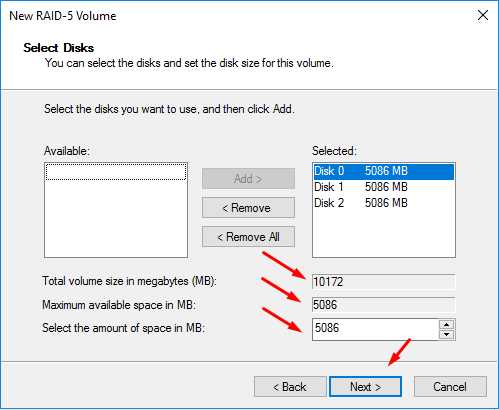 New RAID-5 Volume
Select Disks
You can select the disks and set the disk size for this volume.
Select the disks you want to use, and then click Add.
Available: Selected:
Add >
< Remove
< Remove All
Disk 0 5086 MB
Disk 1 5086 MB
Disk 2 5086 MB
Total volume size in megabytes (MB): 10172
Maximum available space in MB: 5086
Select the amount of space in MB: 5086
< Back Next > Cancel